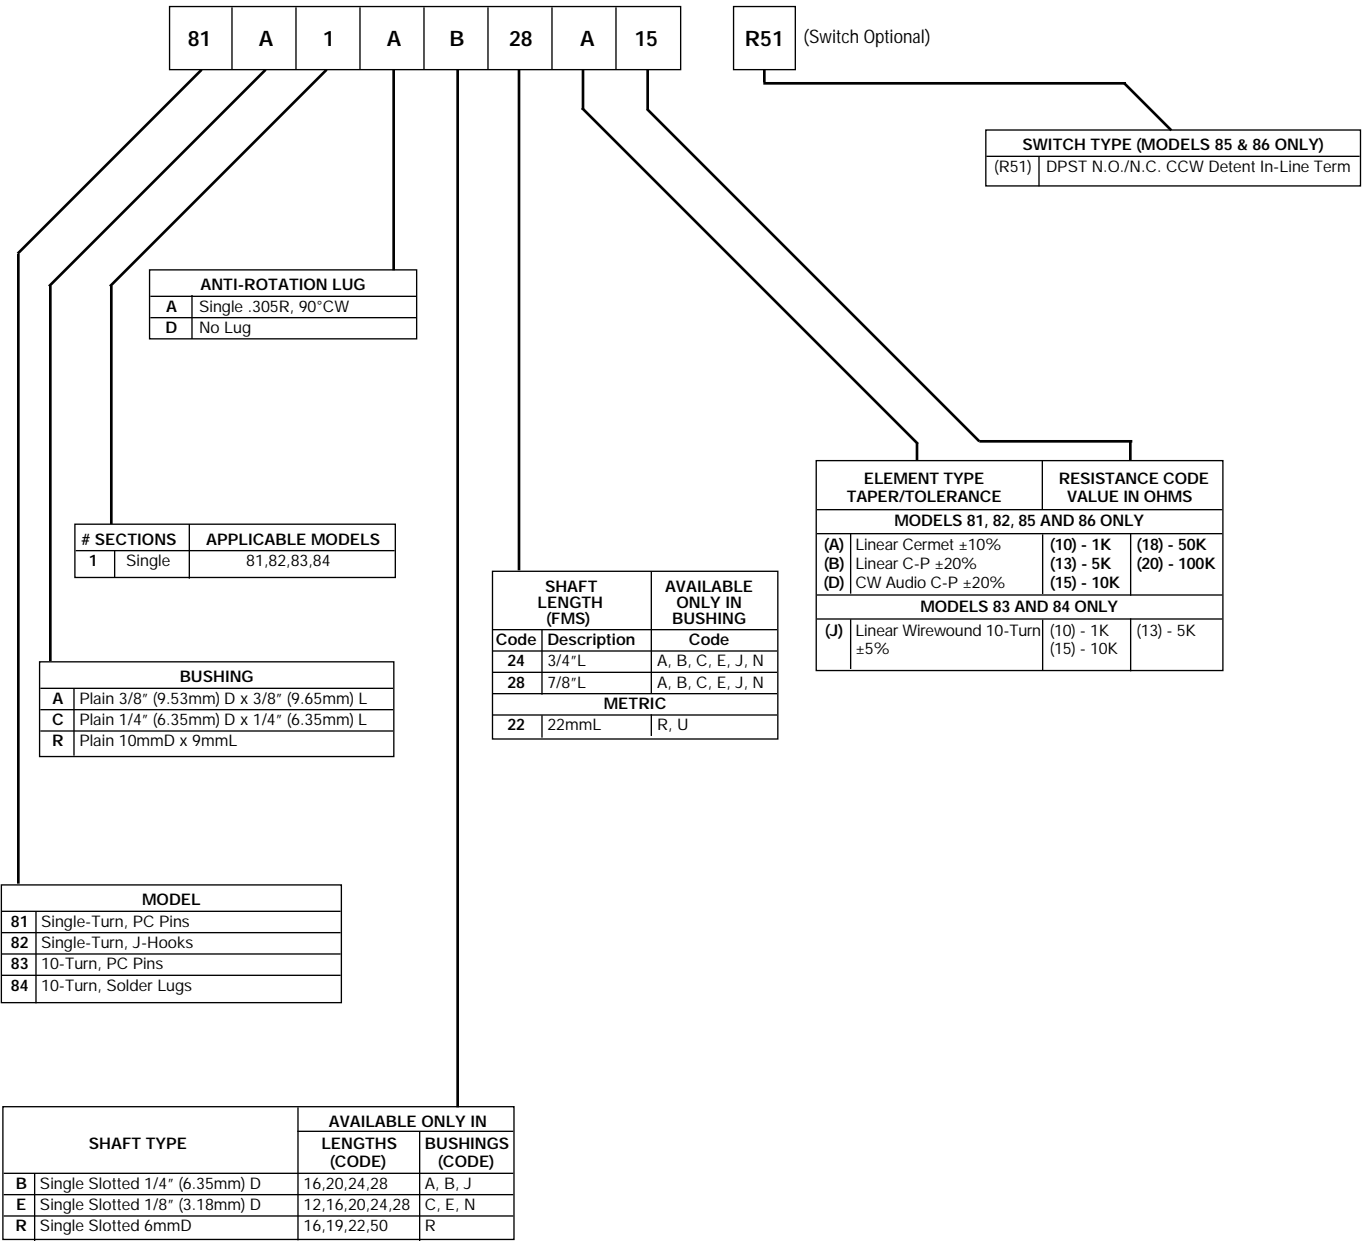 81 A 1 A B 28 A 15 R51 (Switch Optional)
SWITCH TYPE (MODELS 85 & 86 ONLY)
(R51) DPST N.O./N.C. CCW Detent In-Line Term
ANTI-ROTATION LUG
A Single .305R, 90°CW
D No Lug
ELEMENT TYPE
TAPER/TOLERANCE
RESISTANCE CODE
VALUE IN OHMS
MODELS 81, 82, 85 AND 86 ONLY
(A) Linear Cermet ±10% (10) - 1K (18) - 50K
(B) Linear C-P ±20% (13) - 5K (20) - 100K
(D) CW Audio C-P ±20% (15) - 10K
MODELS 83 AND 84 ONLY
(J) Linear Wirewound 10-Turn (10) - 1K (13) - 5K
±5% (15) - 10K
# SECTIONS APPLICABLE MODELS
1 Single 81,82,83,84
SHAFT
LENGTH
(FMS)
AVAILABLE
ONLY IN
BUSHING
Code Description Code
24 3/4″L A, B, C, E, J, N
28 7/8″L A, B, C, E, J, N
METRIC
22 22mmL R, U
BUSHING
A Plain 3/8″ (9.53mm) D x 3/8″ (9.65mm) L
C Plain 1/4″ (6.35mm) D x 1/4″ (6.35mm) L
R Plain 10mmD x 9mmL
MODEL
81 Single-Turn, PC Pins
82 Single-Turn, J-Hooks
83 10-Turn, PC Pins
84 10-Turn, Solder Lugs
SHAFT TYPE
AVAILABLE ONLY IN
LENGTHS
(CODE)
BUSHINGS
(CODE)
B Single Slotted 1/4″ (6.35mm) D 16,20,24,28 A, B, J
E Single Slotted 1/8″ (3.18mm) D 12,16,20,24,28 C, E, N
R Single Slotted 6mmD 16,19,22,50 R